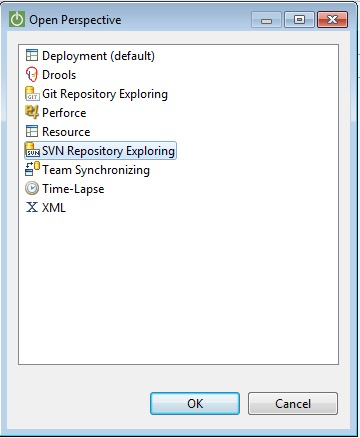 Open Perspective
Deployment (default)
Drools
Git Repository Exploring
Perforce
Resource
SVN Repository Exploring
Team Synchronizing
Time-Lapse
XML
OK
Cancel